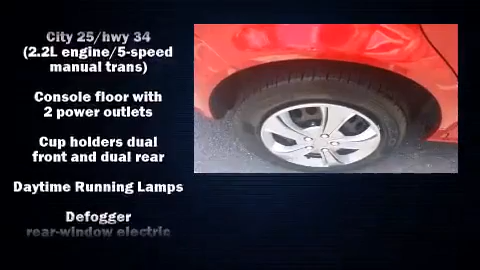 City 25/hwy 34
(2.2L engine/5-speed
manual trans)
Console floor with
2 power outlets
Cup holders dual
front and dual rear
Daytime Running Lamps
Defogger
rear-window electric